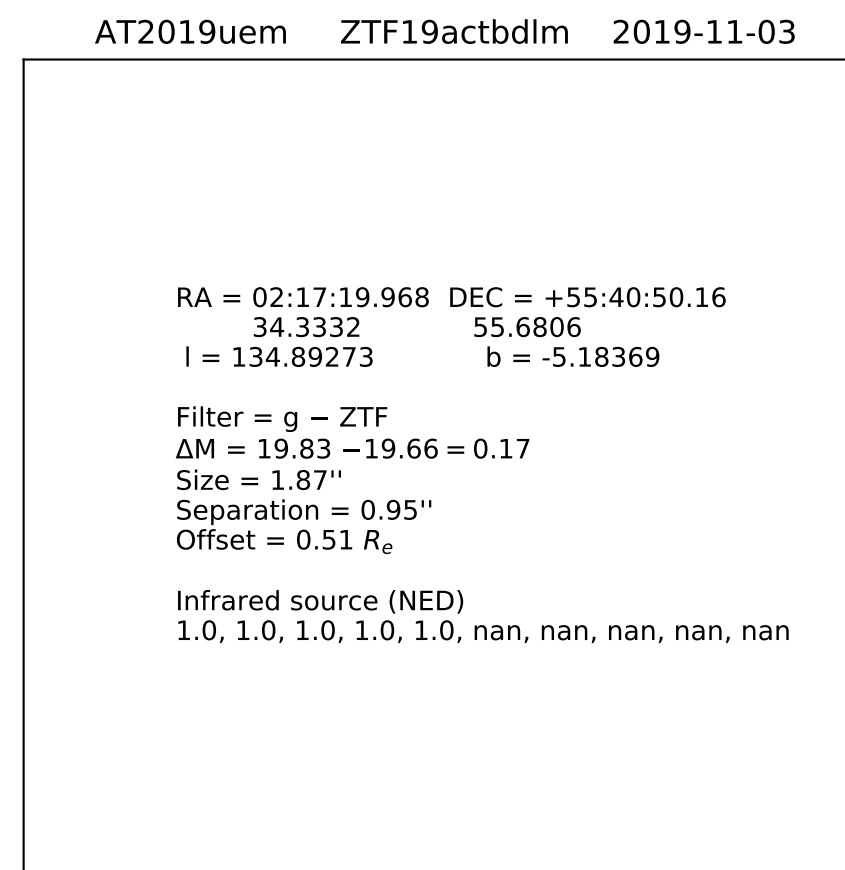 AT2019uem ZTF19actbdlm 2019-11-03
RA = 02:17:19.968 DEC = +55:40:50.16
34.3332 55.6806
l = 134.89273 b = -5.18369
Filter = g − ZTF
ΔM = 19.83 −19.66 = 0.17
Size = 1.87''
Separation = 0.95''
Offset = 0.51 Rₑ
Infrared source (NED)
1.0, 1.0, 1.0, 1.0, 1.0, nan, nan, nan, nan, nan